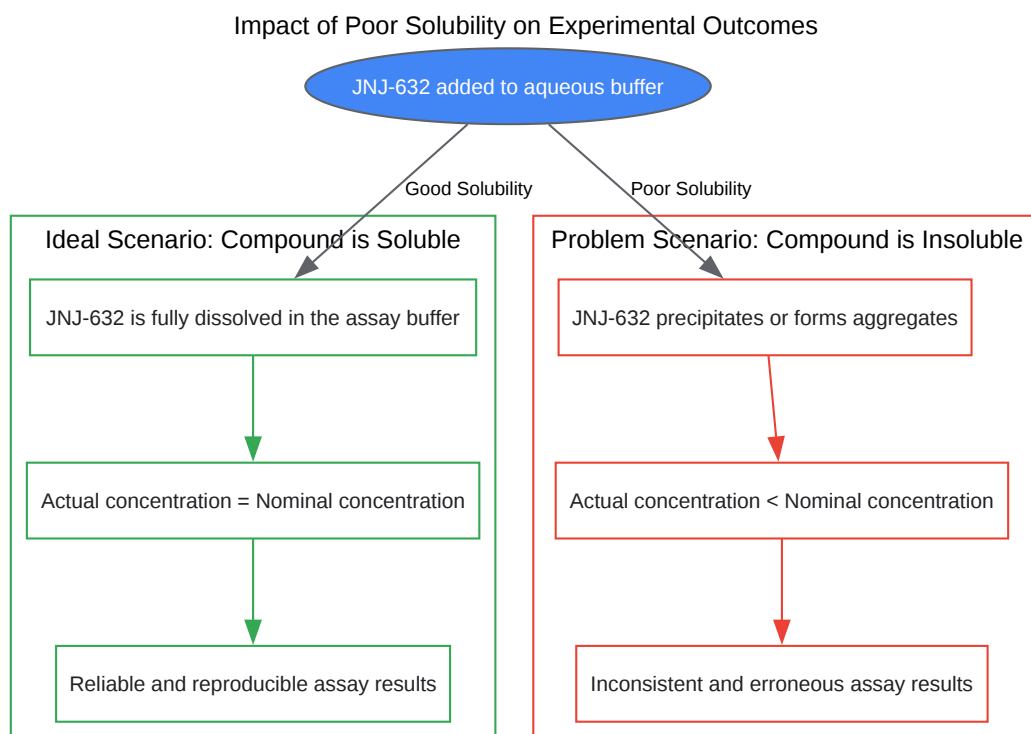 Impact of Poor Solubility on Experimental Outcomes
JNJ-632 added to aqueous buffer
Good Solubility
Poor Solubility
Ideal Scenario: Compound is Soluble
JNJ-632 is fully dissolved in the assay buffer
Actual concentration = Nominal concentration
Reliable and reproducible assay results
Problem Scenario: Compound is Insoluble
JNJ-632 precipitates or forms aggregates
Actual concentration < Nominal concentration
Inconsistent and erroneous assay results